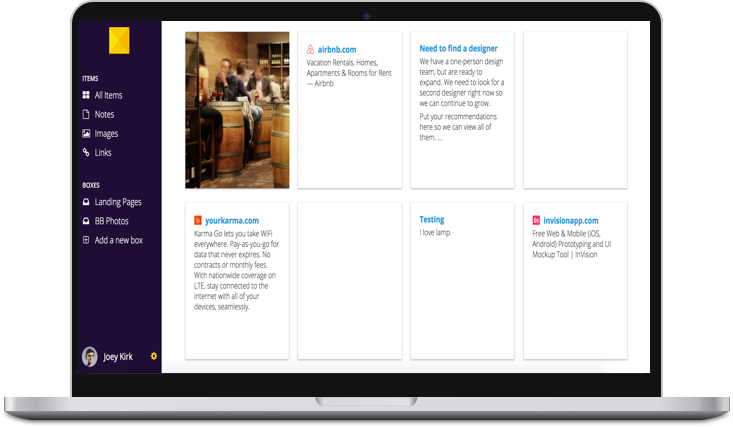 ITEMS
All Items
Notes
Images
Links
BOXES
Landing Pages
BB Photos
Add a new box
Joey Kirk
airbnb.com
Vacation Rentals, Homes,
Apartments & Rooms for Rent
— Airbnb
Need to find a designer
We have a one-person design
team, but are ready to
expand. We need to look for a
second designer right now so
we can continue to grow.
Put your recommendations
here so we can view all of
them. ...
yourkarma.com
Karma Go lets you take WiFi
everywhere. Pay-as-you-go for
data that never expires. No
contracts or monthly fees.
With nationwide coverage on
LTE, stay connected to the
internet with all of your
devices, seamlessly.
Testing
I love lamp.
in invisionapp.com
Free Web & Mobile (iOS,
Android) Prototyping and UI
Mockup Tool | InVision